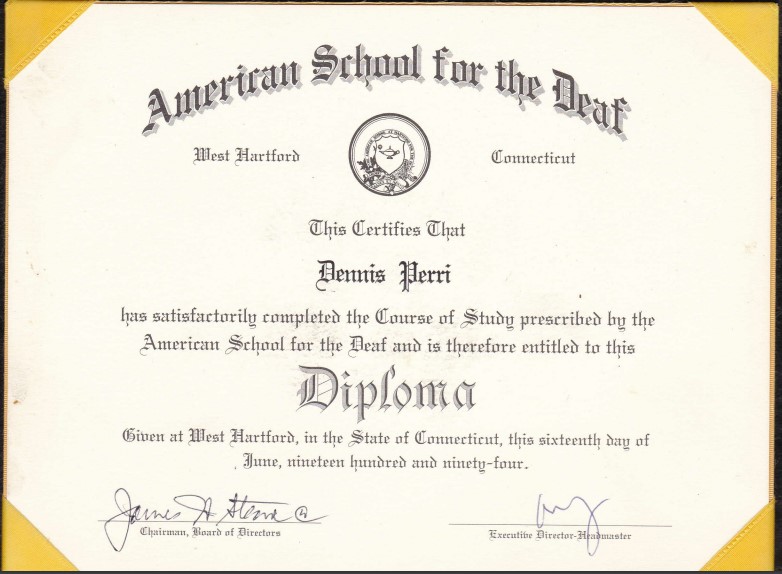 American School for the Deaf
West Hartford Connecticut
This Certifies That
Dennis Perri
has satisfactorily completed the Course of Study prescribed by the
American School for the Deaf and is therefore entitled to this
Diploma
Given at West Hartford, in the State of Connecticut, this sixteenth day of
June, nineteen hundred and ninety-four.
James H.
Chairman, Board of Directors
Executive Director-Headmaster